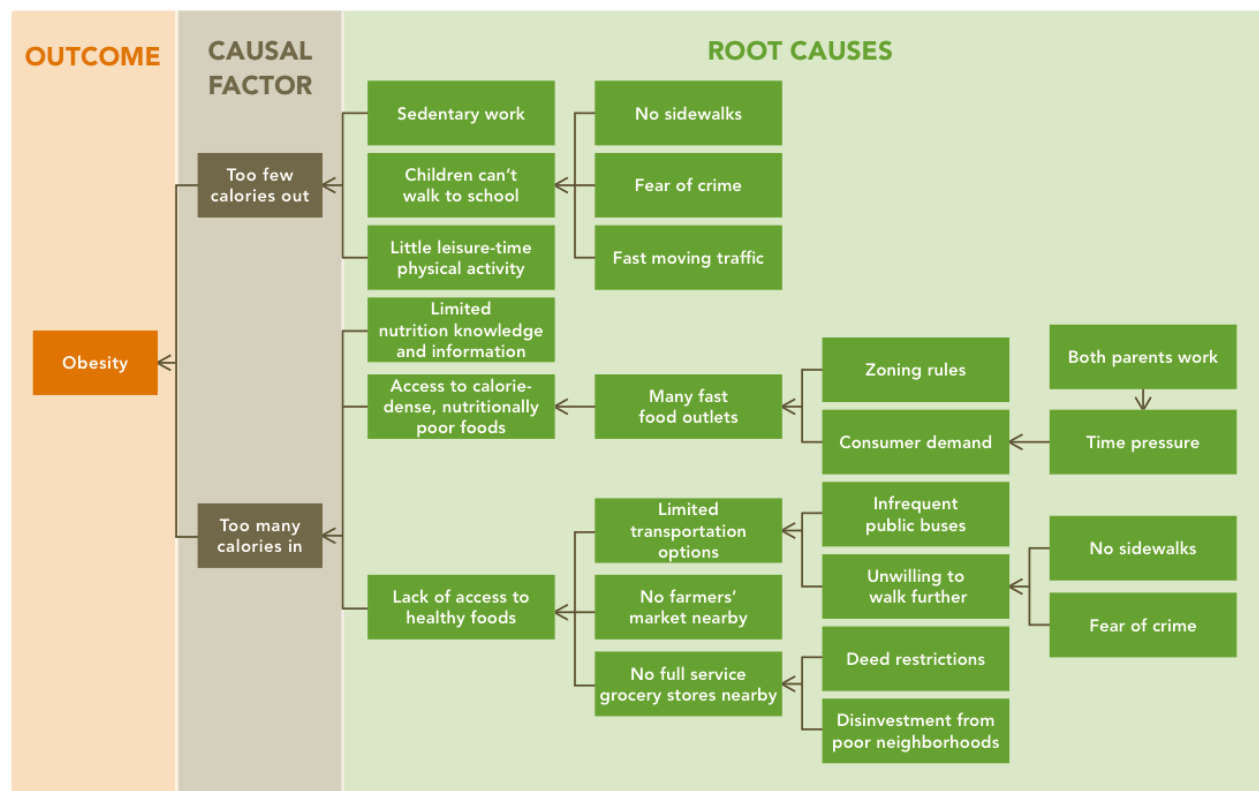 OUTCOME
CAUSAL
FACTOR
ROOT CAUSES
Obesity
Too few
calories out
Too many
calories in
Sedentary work
Children can't
walk to school
Little leisure-time
physical activity
No sidewalks
Fear of crime
Fast moving traffic
Limited
nutrition knowledge
and information
Access to calorie-
dense, nutritionally
poor foods
Many fast
food outlets
Zoning rules
Consumer demand
Both parents work
Time pressure
Lack of access to
healthy foods
Limited
transportation
options
No farmers'
market nearby
No full service
grocery stores nearby
Infrequent
public buses
Unwilling to
walk further
No sidewalks
Fear of crime
Deed restrictions
Disinvestment from
poor neighborhoods